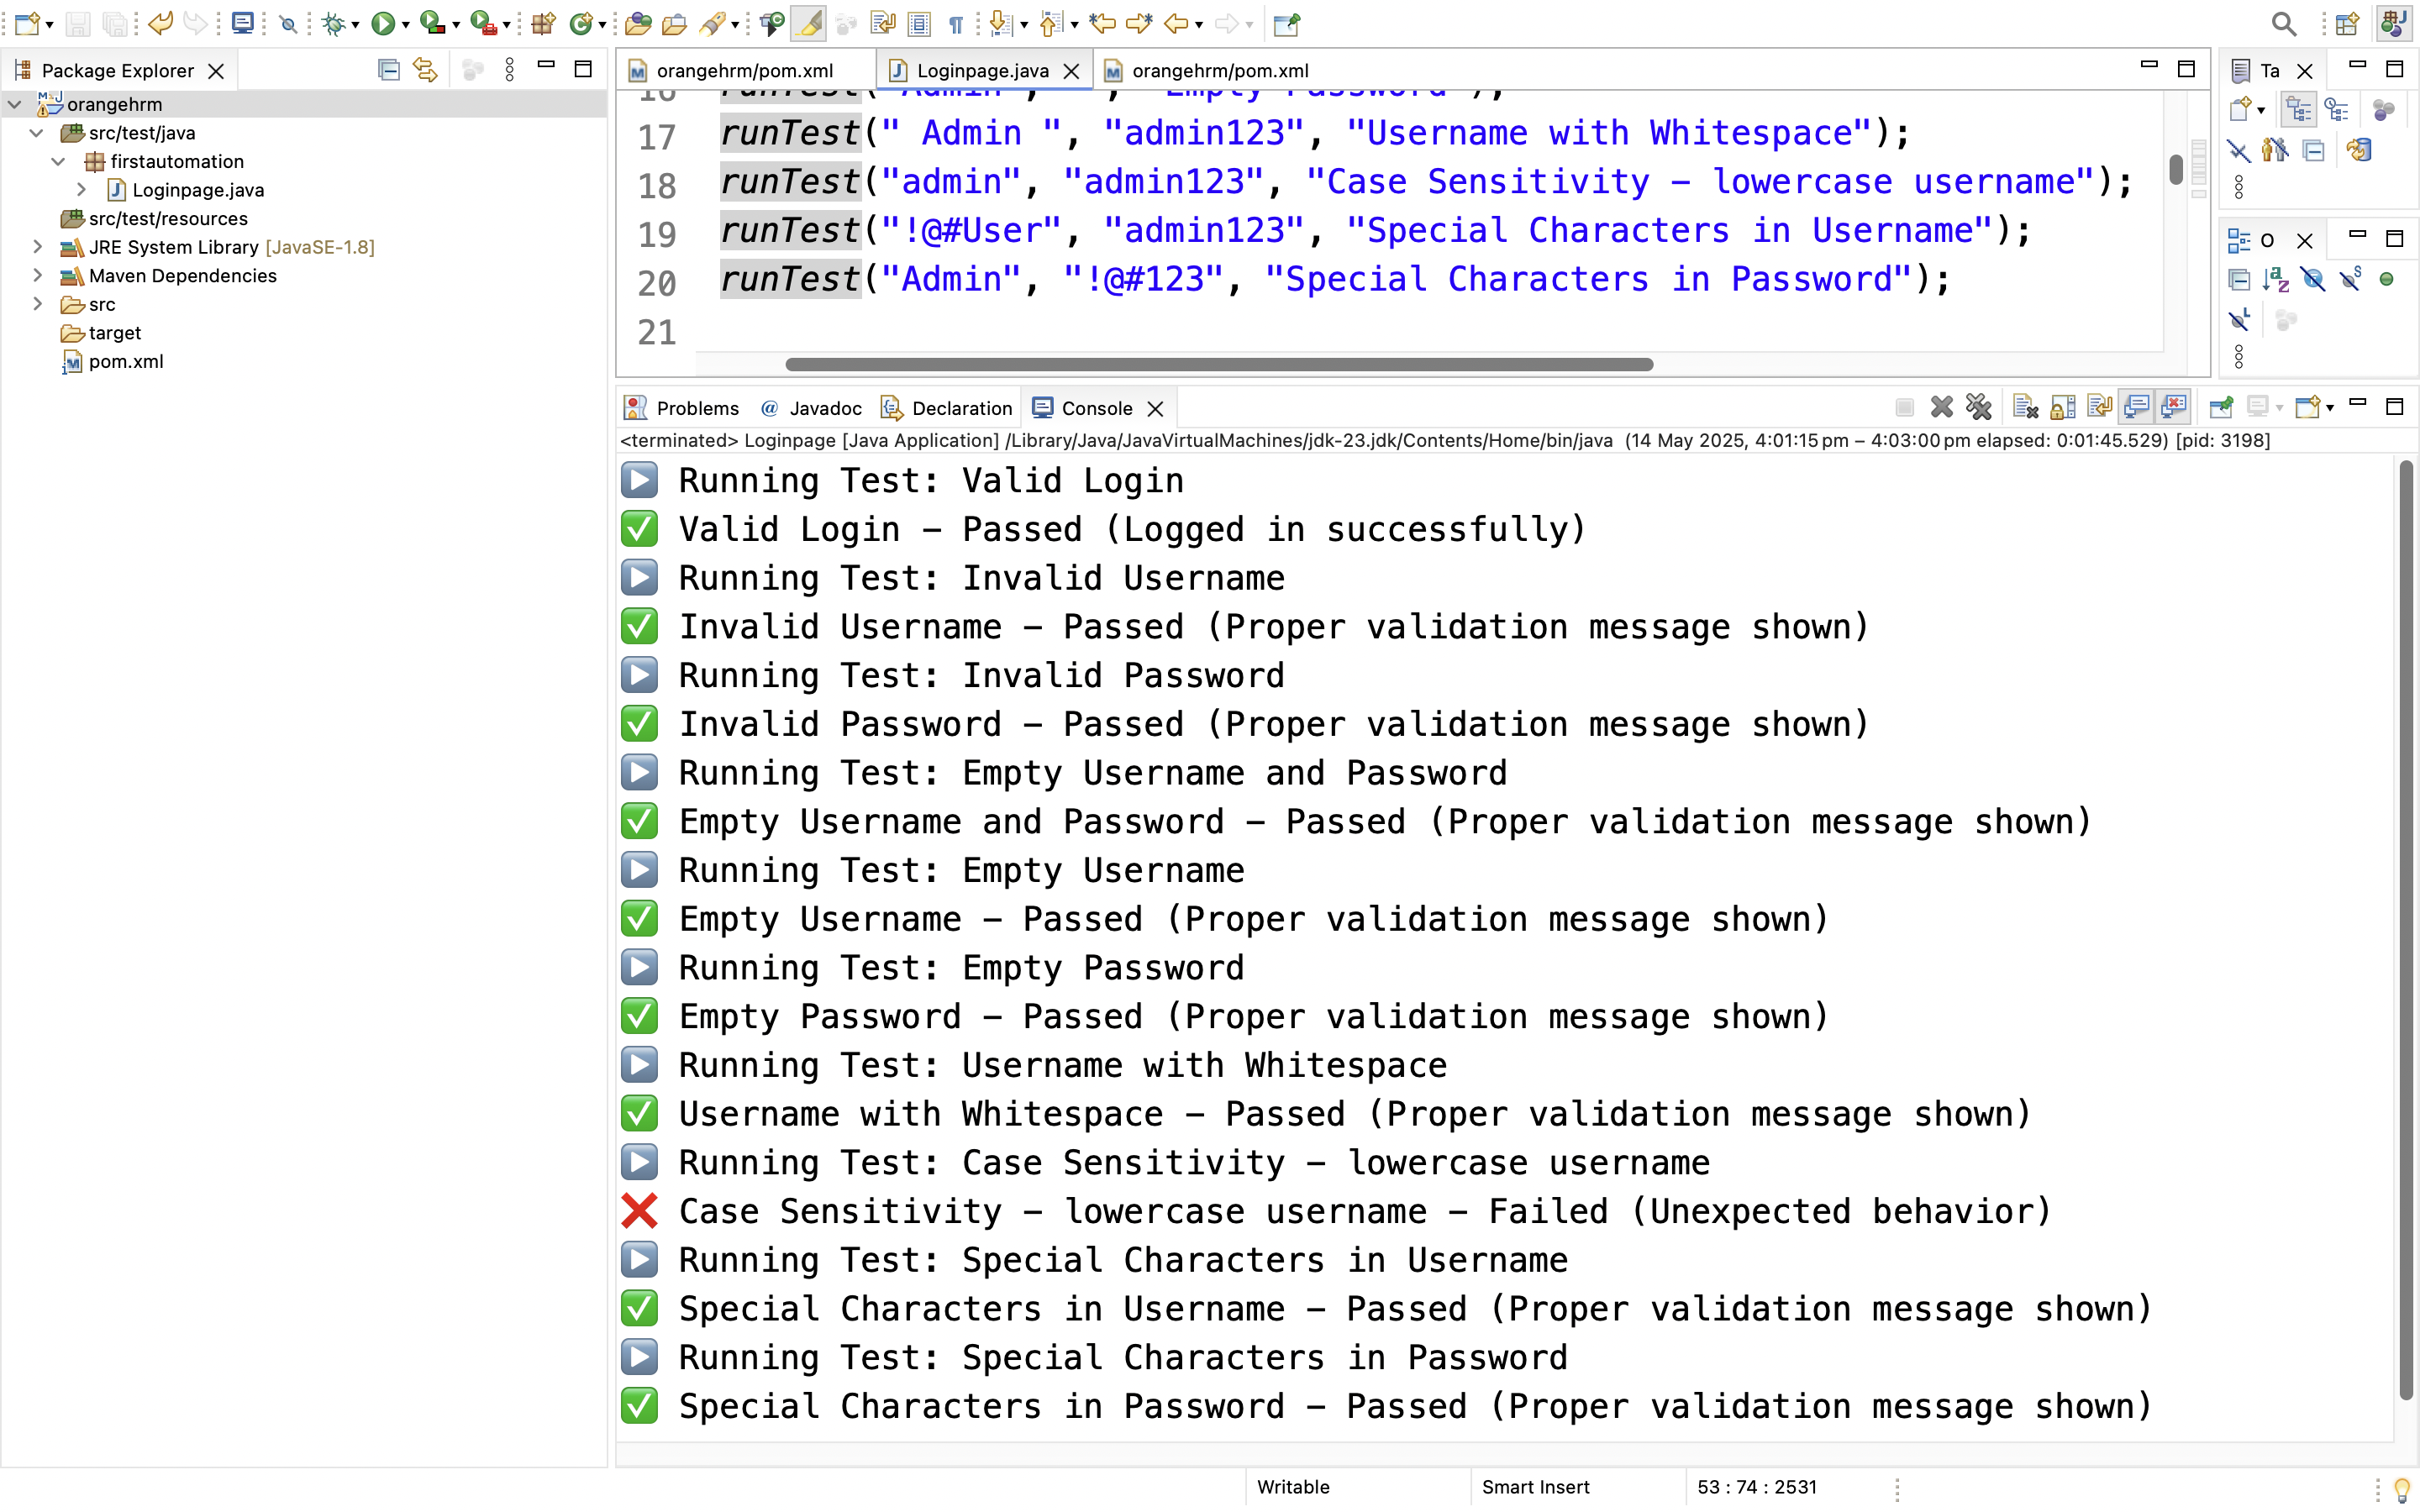 Package Explorer
orangehrm
src/test/java
firstautomation
Loginpage.java
src/test/resources
JRE System Library [JavaSE-1.8]
Maven Dependencies
src
target
pom.xml
orangehrm/pom.xml
Loginpage.java
orangehrm/pom.xml
16 runTest("Admin", "", "Empty Password");
17 runTest(" Admin ", "admin123", "Username with Whitespace");
18 runTest("admin", "admin123", "Case Sensitivity – lowercase username");
19 runTest("!@#User", "admin123", "Special Characters in Username");
20 runTest("Admin", "!@#123", "Special Characters in Password");
21
Ta
O
Problems @ Javadoc Declaration Console
<terminated> Loginpage [Java Application] /Library/Java/JavaVirtualMachines/jdk-23.jdk/Contents/Home/bin/java (14 May 2025, 4:01:15 pm – 4:03:00 pm elapsed: 0:01:45.529) [pid: 3198]
▶️ Running Test: Valid Login
✅ Valid Login – Passed (Logged in successfully)
▶️ Running Test: Invalid Username
✅ Invalid Username – Passed (Proper validation message shown)
▶️ Running Test: Invalid Password
✅ Invalid Password – Passed (Proper validation message shown)
▶️ Running Test: Empty Username and Password
✅ Empty Username and Password – Passed (Proper validation message shown)
▶️ Running Test: Empty Username
✅ Empty Username – Passed (Proper validation message shown)
▶️ Running Test: Empty Password
✅ Empty Password – Passed (Proper validation message shown)
▶️ Running Test: Username with Whitespace
✅ Username with Whitespace – Passed (Proper validation message shown)
▶️ Running Test: Case Sensitivity – lowercase username
❌ Case Sensitivity – lowercase username – Failed (Unexpected behavior)
▶️ Running Test: Special Characters in Username
✅ Special Characters in Username – Passed (Proper validation message shown)
▶️ Running Test: Special Characters in Password
✅ Special Characters in Password – Passed (Proper validation message shown)
Writable
Smart Insert
53 : 74 : 2531